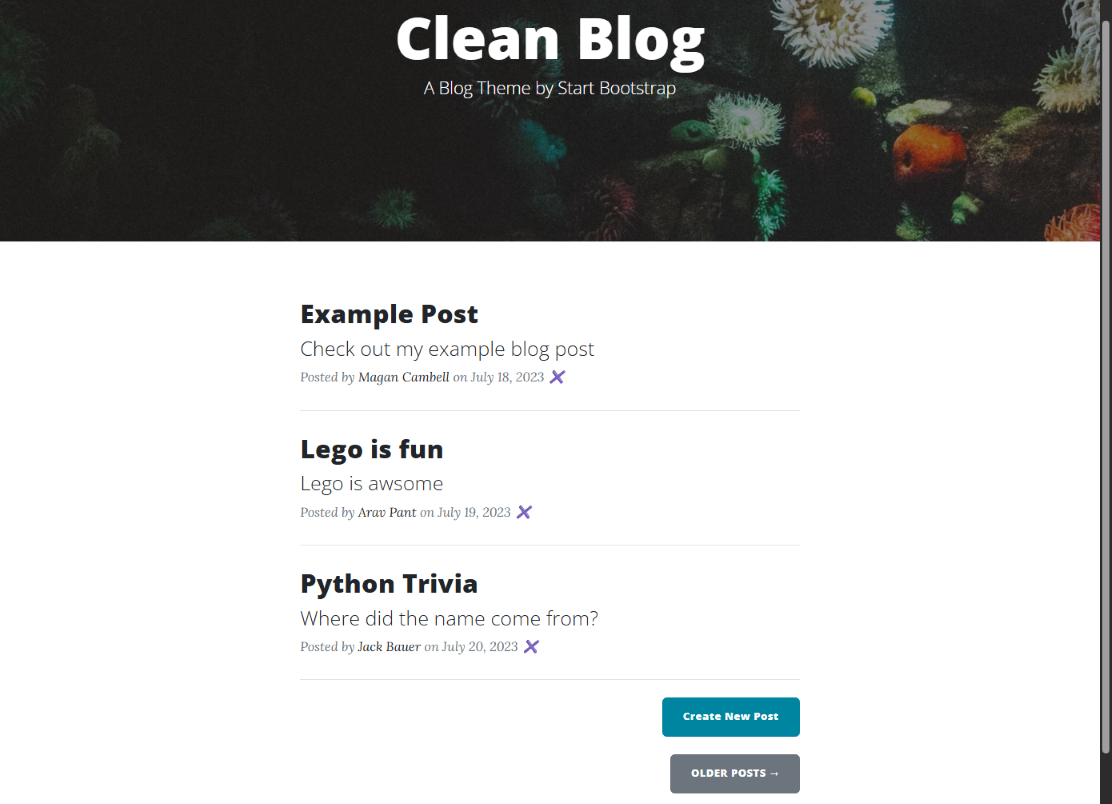 Clean Blog
A Blog Theme by Start Bootstrap
Example Post
Check out my example blog post
Posted by Magan Cambell on July 18, 2023
Lego is fun
Lego is awsome
Posted by Arav Pant on July 19, 2023
Python Trivia
Where did the name come from?
Posted by Jack Bauer on July 20, 2023
Create New Post
OLDER POSTS →